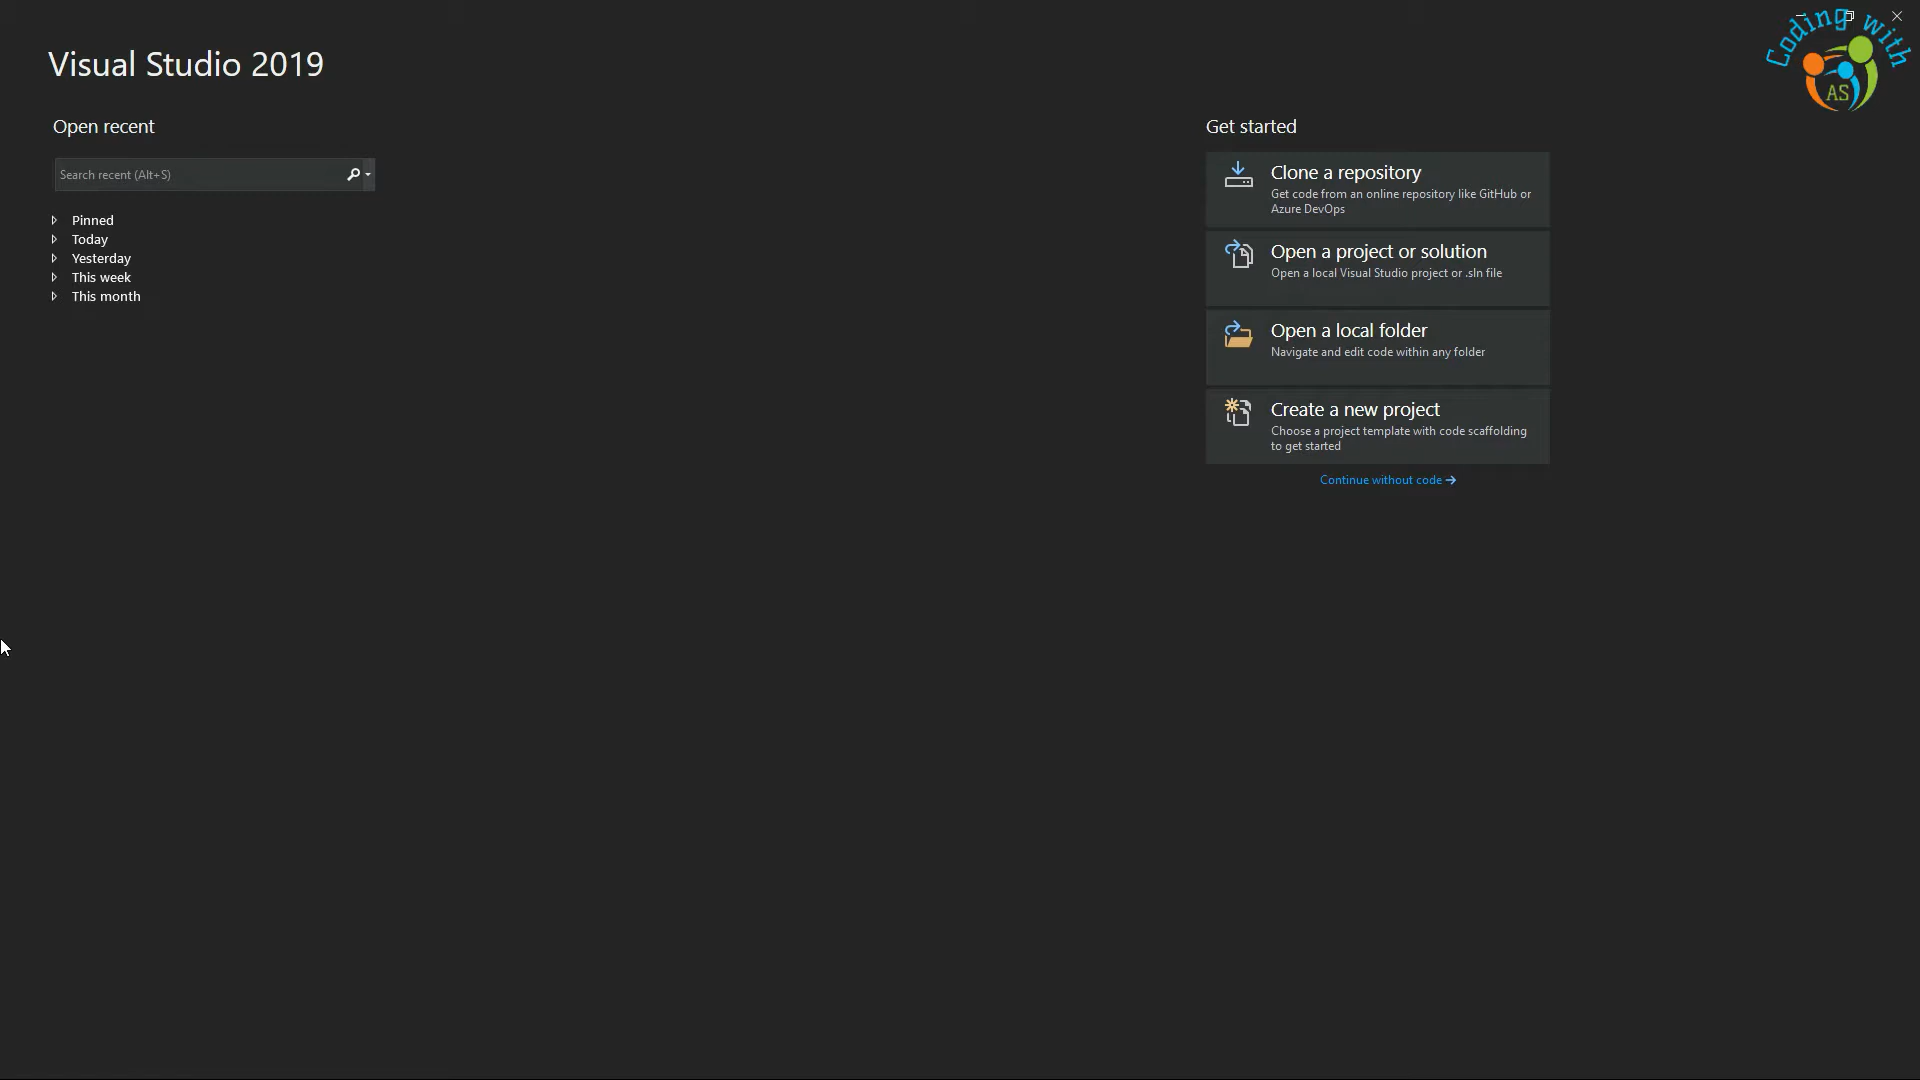 Visual Studio 2019
Coding with
AS
Open recent
Search recent (Alt+S)
Pinned
Today
Yesterday
This week
This month
Get started
Clone a repository
Get code from an online repository like GitHub or
Azure DevOps
Open a project or solution
Open a local Visual Studio project or .sln file
Open a local folder
Navigate and edit code within any folder
Create a new project
Choose a project template with code scaffolding
to get started
Continue without code